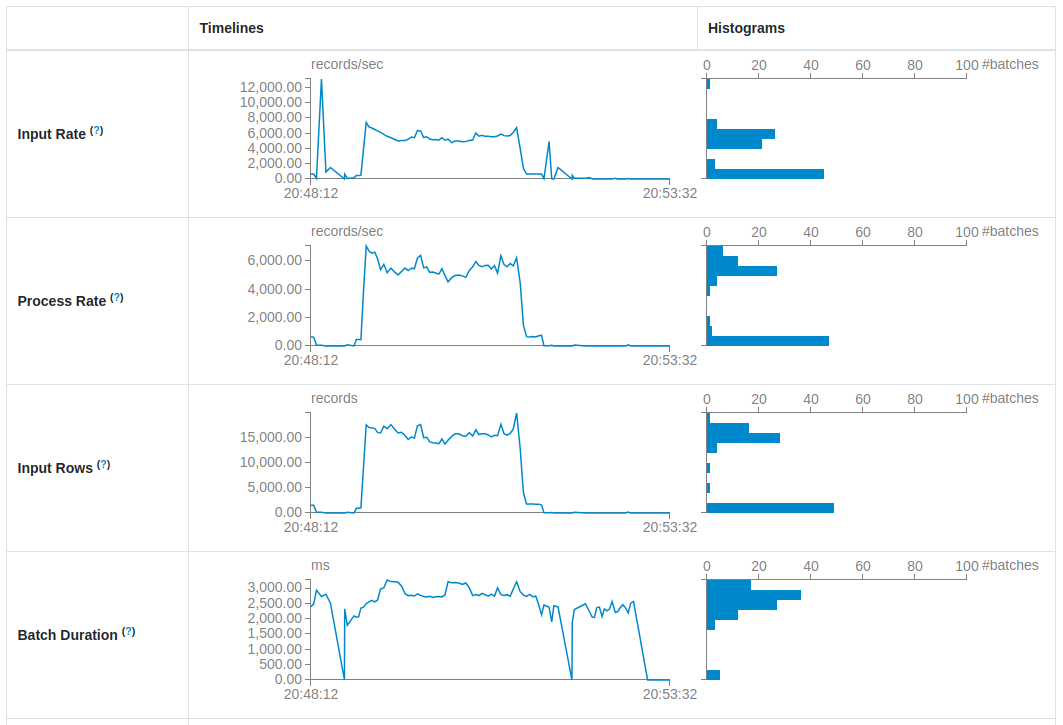 Timelines Histograms
Input Rate (?)
records/sec
12,000.00
10,000.00
8,000.00
6,000.00
4,000.00
2,000.00
0.00
20:48:12 20:53:32
0 20 40 60 80 100 #batches
Process Rate (?)
records/sec
6,000.00
4,000.00
2,000.00
0.00
20:48:12 20:53:32
0 20 40 60 80 100 #batches
Input Rows (?)
records
15,000.00
10,000.00
5,000.00
0.00
20:48:12 20:53:32
0 20 40 60 80 100 #batches
Batch Duration (?)
ms
3,000.00
2,500.00
2,000.00
1,500.00
1,000.00
500.00
0.00
20:48:12 20:53:32
0 20 40 60 80 100 #batches